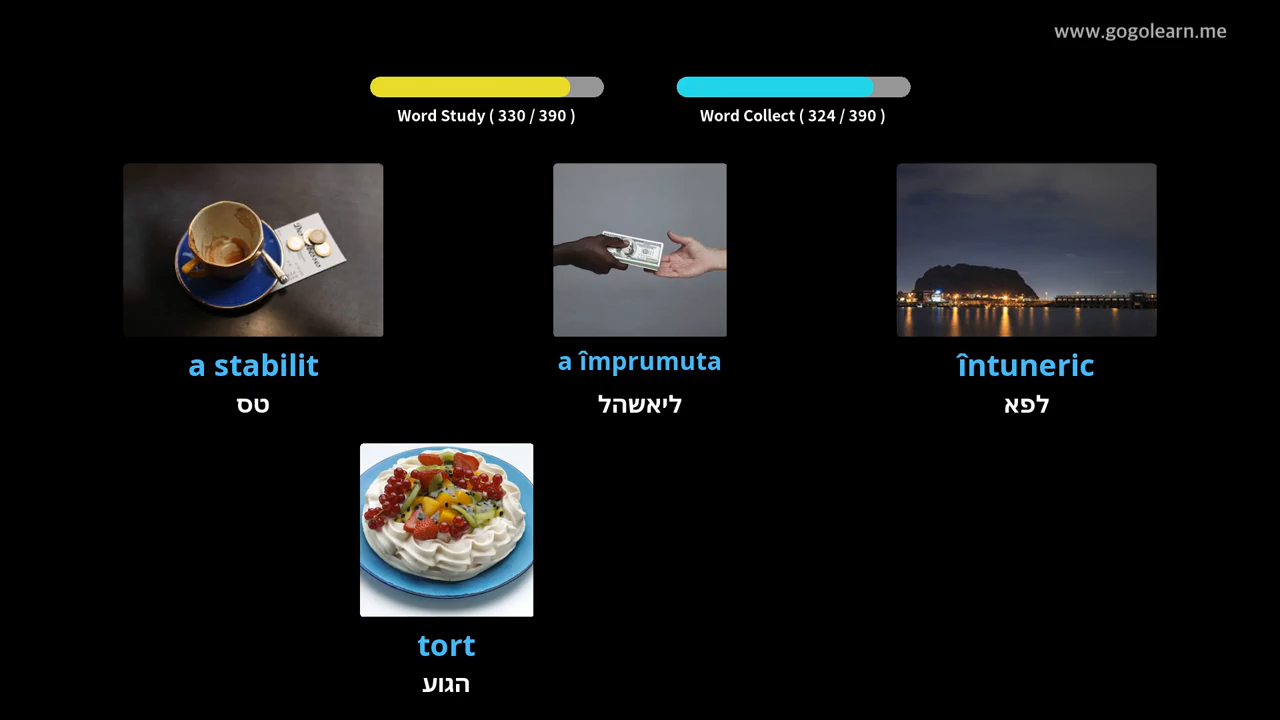 www.gogolearn.me
Word Study ( 330 / 390 )
Word Collect ( 324 / 390 )
a stabilit
טס
a împrumuta
ליאשהל
întuneric
לפא
tort
הגוע